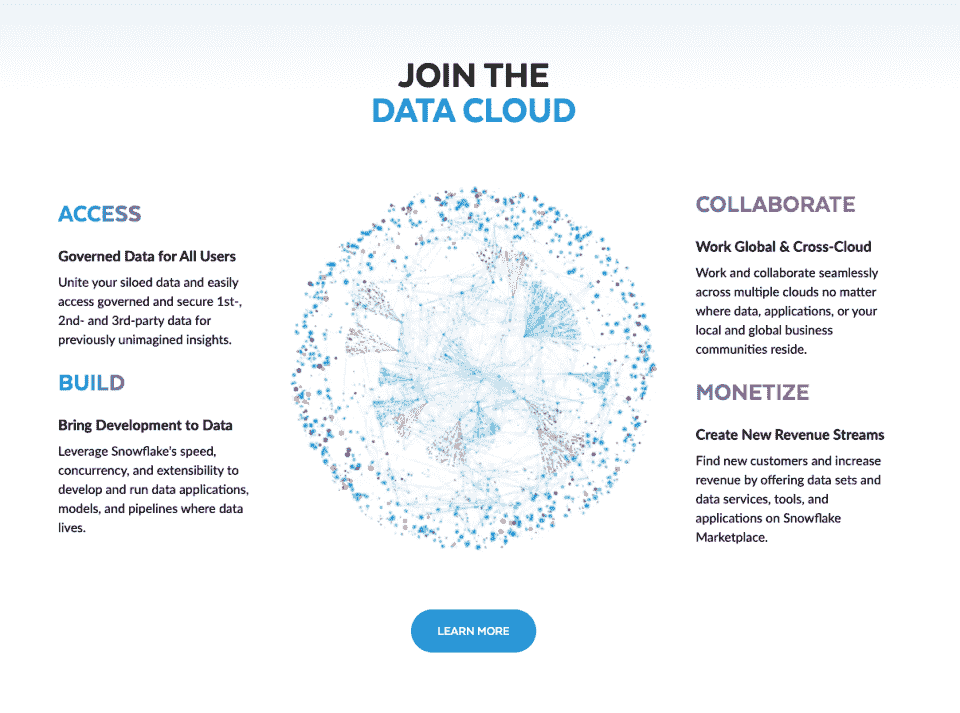 JOIN THE
DATA CLOUD
ACCESS
Governed Data for All Users
Unite your siloed data and easily
access governed and secure 1st-,
2nd- and 3rd-party data for
previously unimagined insights.
BUILD
Bring Development to Data
Leverage Snowflake's speed,
concurrency, and extensibility to
develop and run data applications,
models, and pipelines where data
lives.
COLLABORATE
Work Global & Cross-Cloud
Work and collaborate seamlessly
across multiple clouds no matter
where data, applications, or your
local and global business
communities reside.
MONETIZE
Create New Revenue Streams
Find new customers and increase
revenue by offering data sets and
data services, tools, and
applications on Snowflake
Marketplace.
LEARN MORE